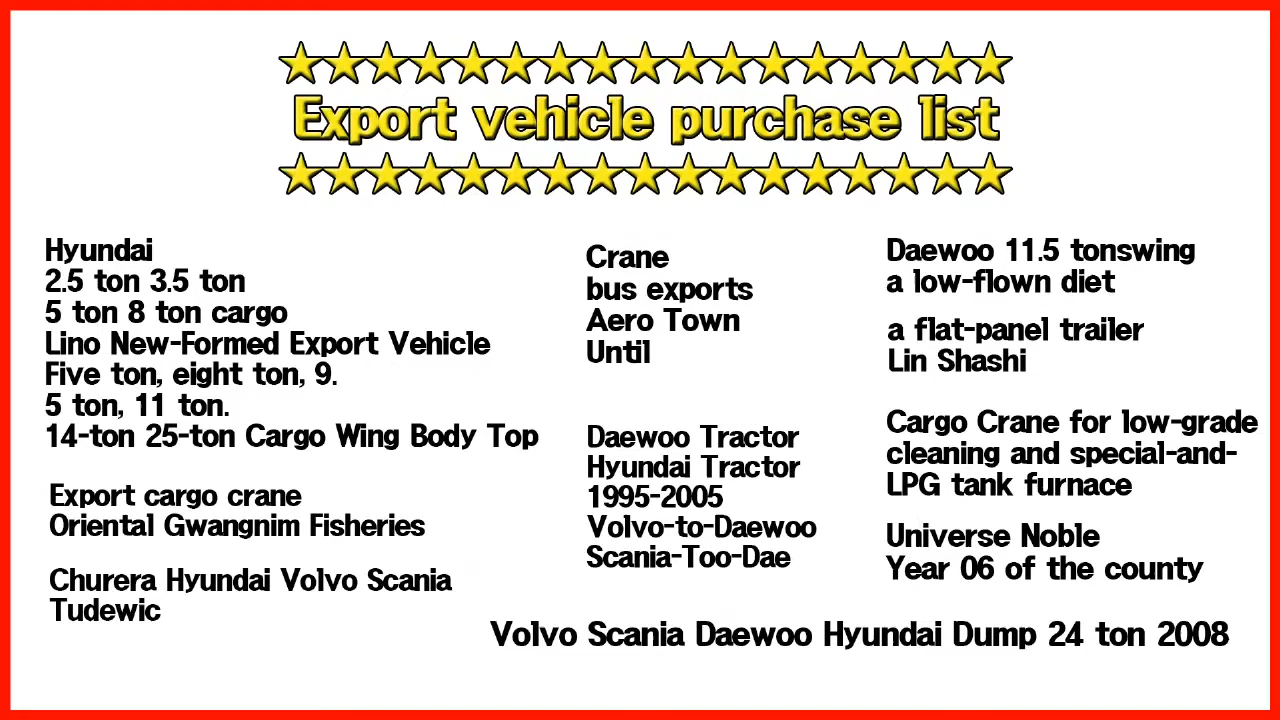 Export vehicle purchase list
Hyundai
2.5 ton 3.5 ton
5 ton 8 ton cargo
Lino New-Formed Export Vehicle
Five ton, eight ton, 9.
5 ton, 11 ton.
14-ton 25-ton Cargo Wing Body Top
Export cargo crane
Oriental Gwangnim Fisheries
Churera Hyundai Volvo Scania
Tudewic
Crane
bus exports
Aero Town
Until
Daewoo Tractor
Hyundai Tractor
1995-2005
Volvo-to-Daewoo
Scania-Too-Dae
Daewoo 11.5 tonswing
a low-flown diet
a flat-panel trailer
Lin Shashi
Cargo Crane for low-grade
cleaning and special-and-
LPG tank furnace
Universe Noble
Year 06 of the county
Volvo Scania Daewoo Hyundai Dump 24 ton 2008